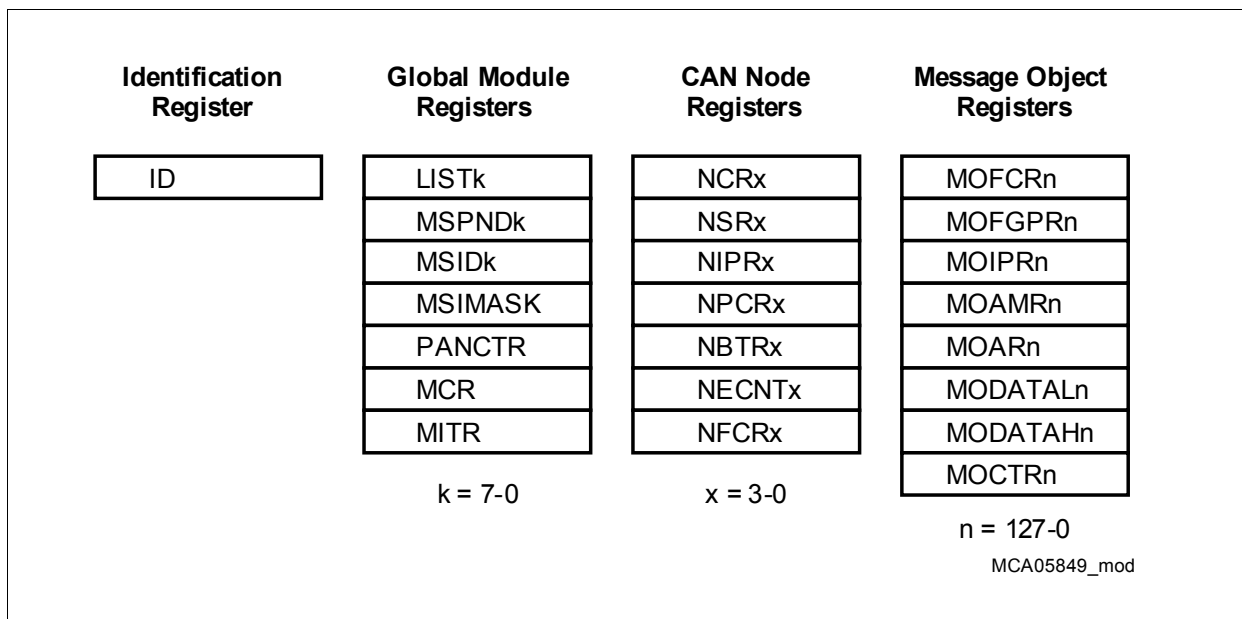 Identification
Register
ID
Global Module
Registers
LISTk
MSPNDk
MSIDk
MSIMASK
PANCTR
MCR
MITR
k = 7-0
CAN Node
Registers
NCRx
NSRx
NIPRx
NPCRx
NBTRx
NECNTx
NFCRx
x = 3-0
Message Object
Registers
MOFCRn
MOFGPRn
MOIPRn
MOAMRn
MOARn
MODATALn
MODATAHn
MOCTRn
n = 127-0
MCA05849_mod